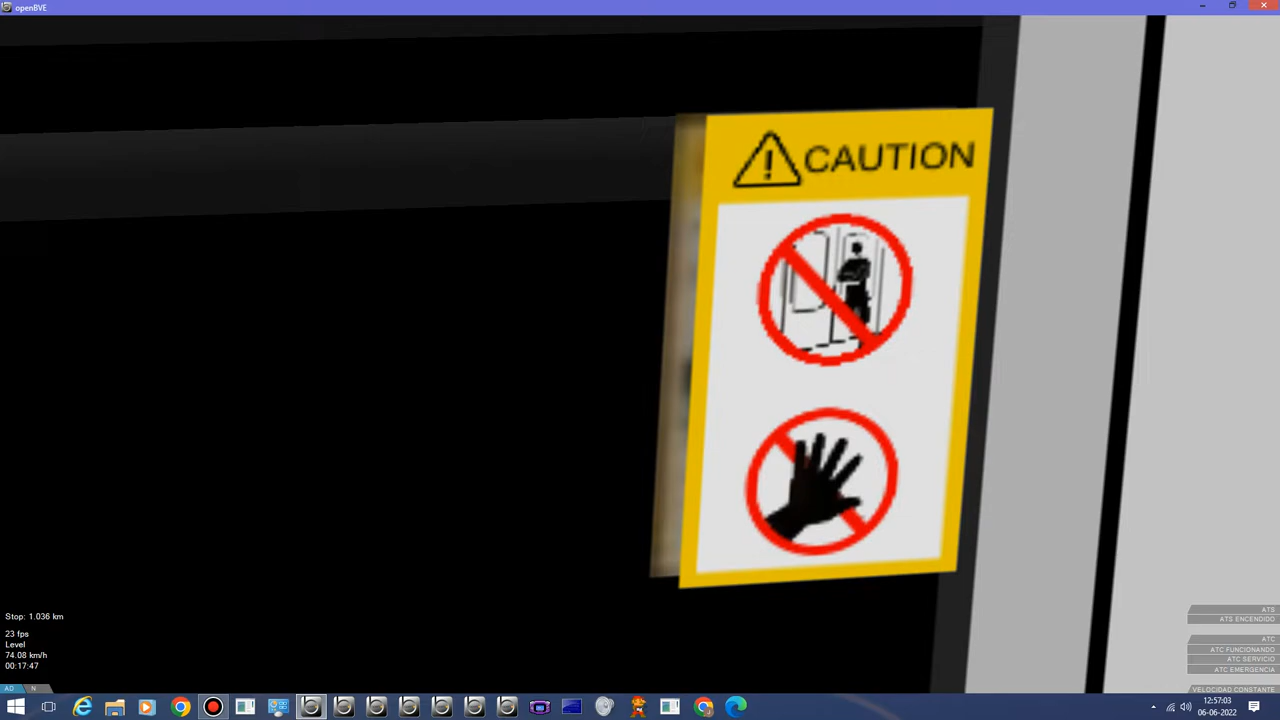 openBVE
CAUTION
Stop: 1.036 km
23 fps
Level
74.08 km/h
00:17:47
ATS
ATS ENCENDIDO
ATC
ATC FUNCIONANDO
ATC SERVICIO
ATC EMERGENCIA
VELOCIDAD CONSTANTE
AD N
12:57:03
06-06-2022